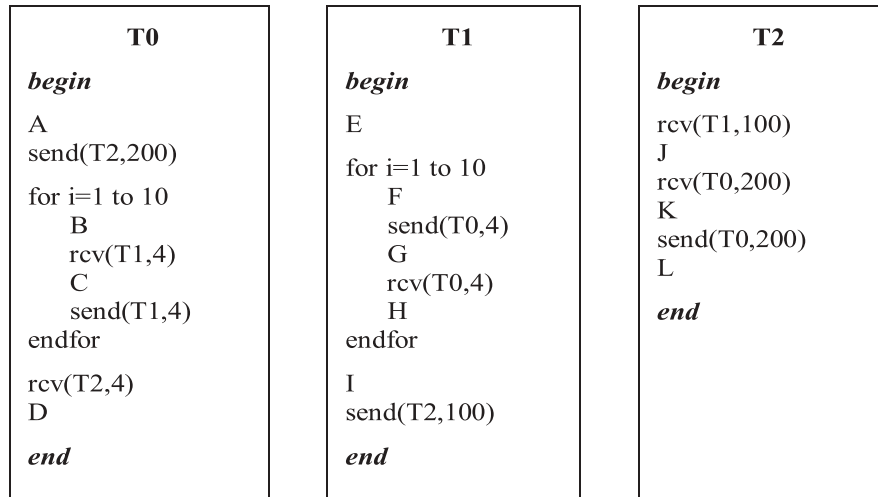 T0
begin
A
send(T2,200)
for i=1 to 10
B
rcv(T1,4)
C
send(T1,4)
endfor
rcv(T2,4)
D
end
T1
begin
E
for i=1 to 10
F
send(T0,4)
G
rcv(T0,4)
H
endfor
I
send(T2,100)
end
T2
begin
rcv(T1,100)
J
rcv(T0,200)
K
send(T0,200)
L
end